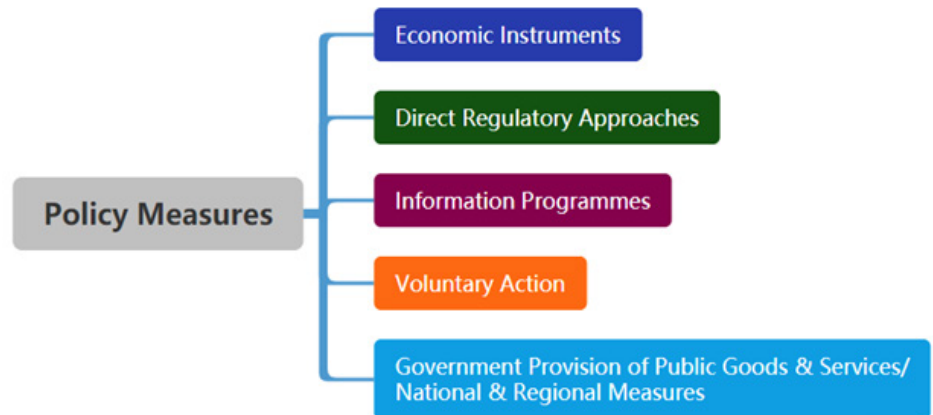 Policy Measures
Economic Instruments
Direct Regulatory Approaches
Information Programmes
Voluntary Action
Government Provision of Public Goods & Services/
National & Regional Measures